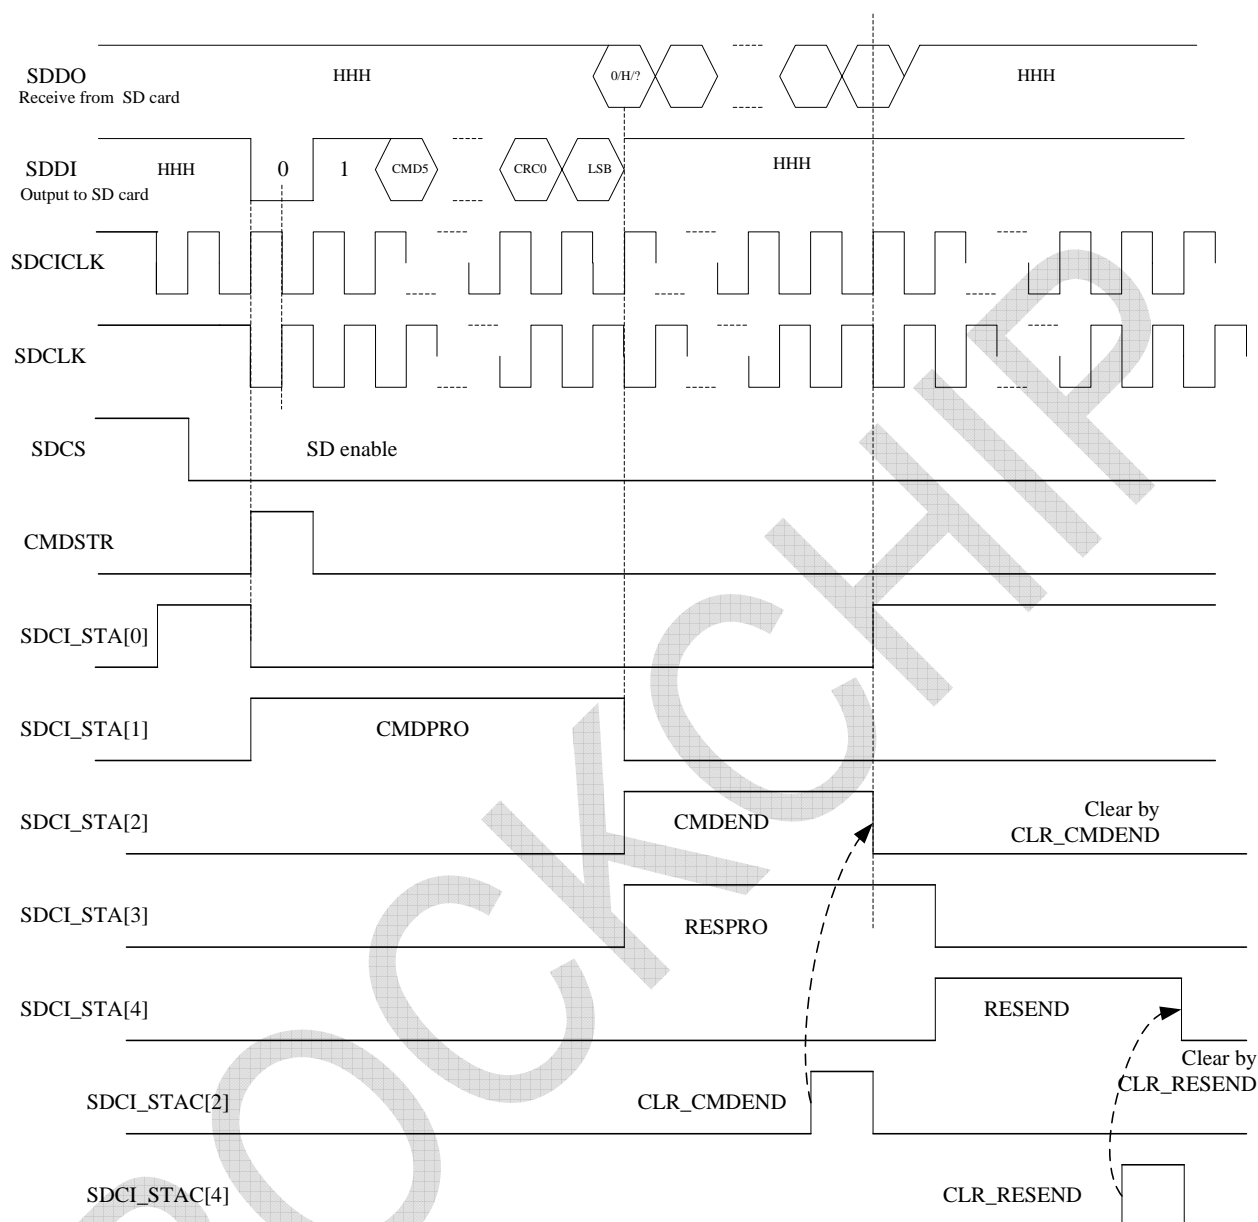 SDDO
Receive from SD card
HHH
0/H/?
HHH
SDDI
Output to SD card
HHH
0
1
CMD5
CRC0
LSB
HHH
SDCICLK
SDCLK
SDCS
SD enable
CMDSTR
SDCI_STA[0]
SDCI_STA[1]
CMDPRO
SDCI_STA[2]
CMDEND
Clear by
CLR_CMDEND
SDCI_STA[3]
RESPRO
SDCI_STA[4]
RESEND
Clear by
CLR_RESEND
SDCI_STAC[2]
CLR_CMDEND
SDCI_STAC[4]
CLR_RESEND
ROCKCHIP